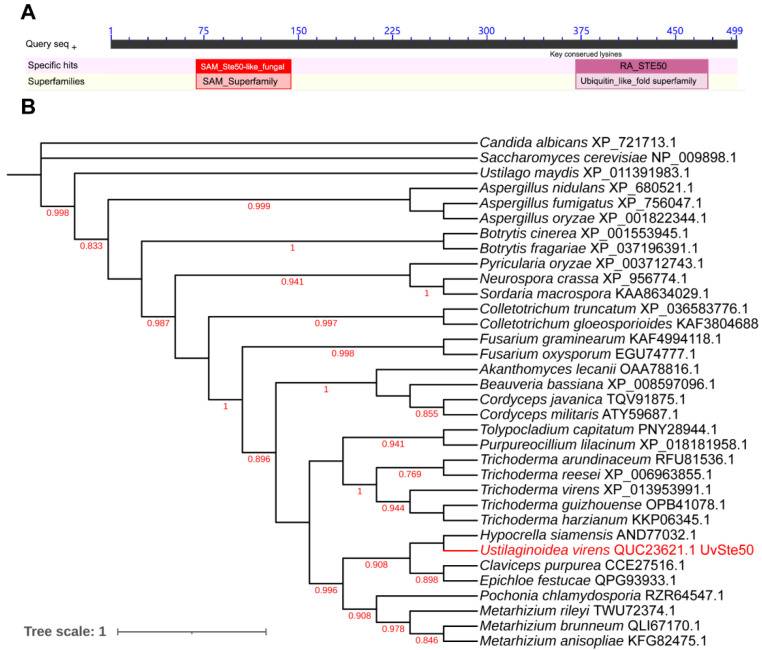 A
1 75 150 225 300 375 450 499
Query seq +
Key conserued lysines
Specific hits SAM_Ste50-like_fungal RA_STE50
Superfamilies SAM_Superfamily Ubiquitin_like_fold superfamily
B
Candida albicans XP_721713.1
Saccharomyces cerevisiae NP_009898.1
Ustilago maydis XP_011391983.1
Aspergillus nidulans XP_680521.1
0.999
Aspergillus fumigatus XP_756047.1
0.998
Aspergillus oryzae XP_001822344.1
Botrytis cinerea XP_001553945.1
0.833
1
Botrytis fragariae XP_037196391.1
Pyricularia oryzae XP_003712743.1
0.941
Neurospora crassa XP_956774.1
1
Sordaria macrospora KAA8634029.1
Colletotrichum truncatum XP_036583776.1
0.987
0.997
Colletotrichum gloeosporioides KAF3804688
Fusarium graminearum KAF4994118.1
0.998
Fusarium oxysporum EGU74777.1
Akanthomyces lecanii OAA78816.1
1
Beauveria bassiana XP_008597096.1
Cordyceps javanica TQV91875.1
1
0.855
Cordyceps militaris ATY59687.1
Tolypocladium capitatum PNY28944.1
0.941
Purpureocillium lilacinum XP_018181958.1
0.896
Trichoderma arundinaceum RFU81536.1
0.769
Trichoderma reesei XP_006963855.1
1
Trichoderma virens XP_013953991.1
0.944
Trichoderma guizhouense OPB41078.1
Trichoderma harzianum KKP06345.1
Hypocrella siamensis AND77032.1
Ustilaginoidea virens QUC23621.1 UvSte50
0.908
Claviceps purpurea CCE27516.1
0.898
Epichloe festucae QPG93933.1
0.996
Pochonia chlamydosporia RZR64547.1
0.908
Metarhizium rileyi TWU72374.1
0.978
Metarhizium brunneum QLI67170.1
0.846
Metarhizium anisopliae KFG82475.1
Tree scale: 1